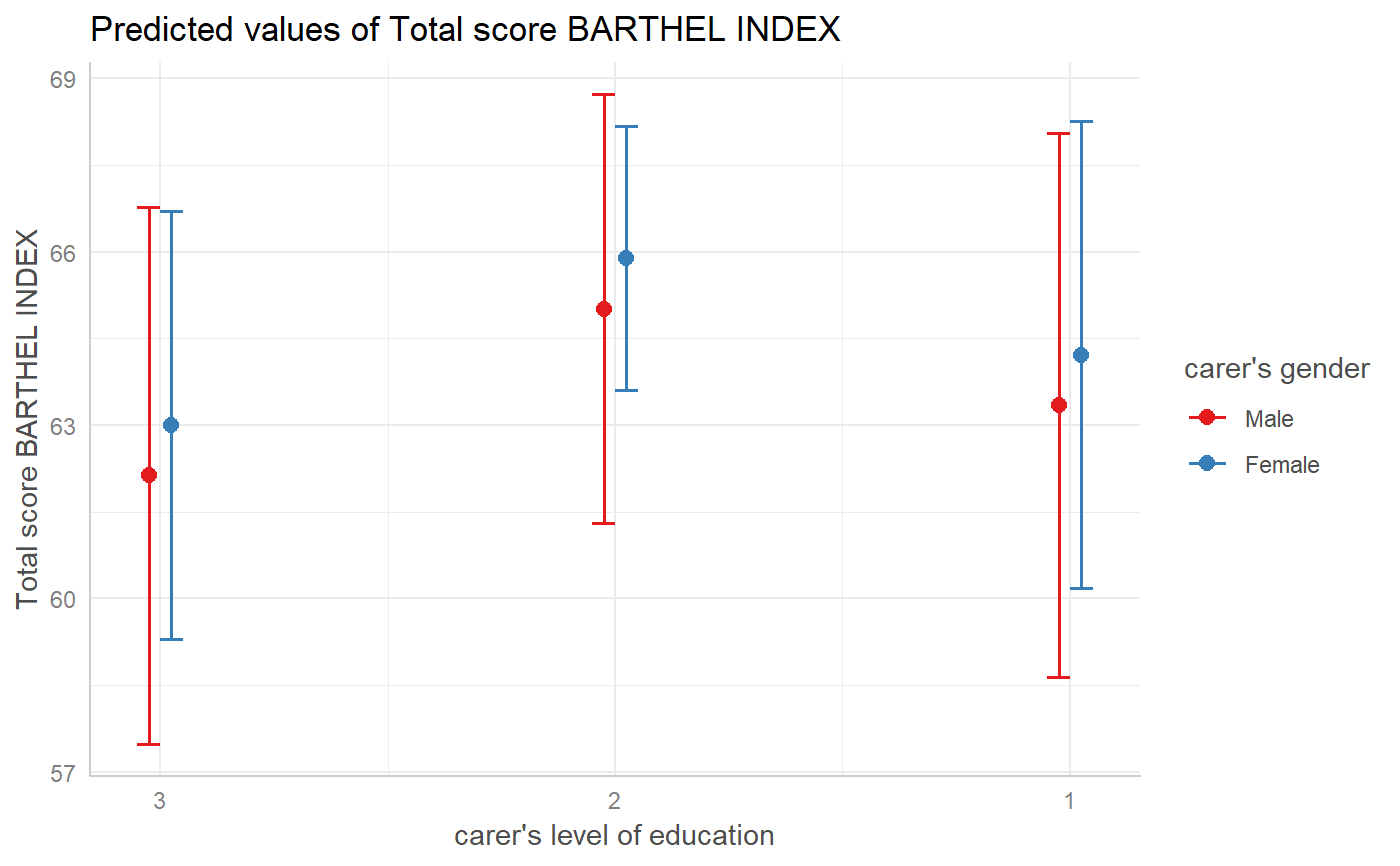 Predicted values of Total score BARTHEL INDEX
Total score BARTHEL INDEX
69
66
63
60
57
3 2 1
carer's level of education
carer's gender
Male
Female